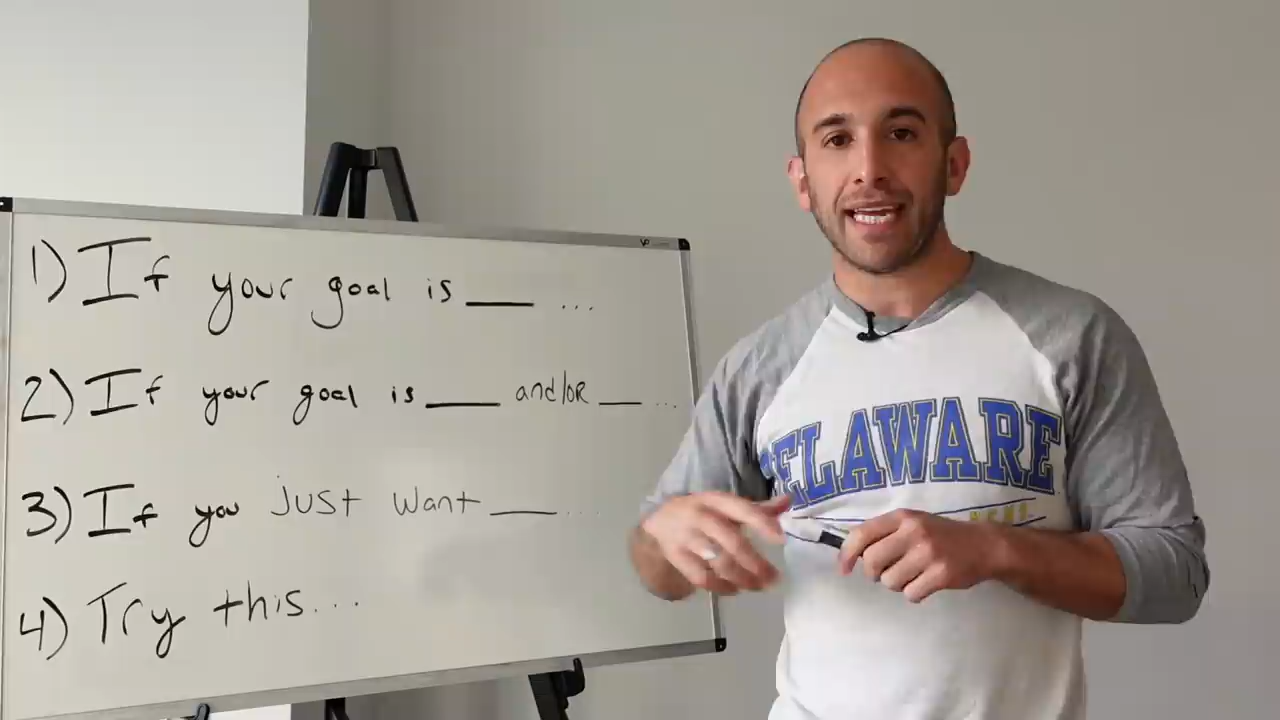 1) If your goal is ___ ...
2) If your goal is ___ and/or ___ ...
3) If you just want ___ ...
4) Try this...
DELAWARE